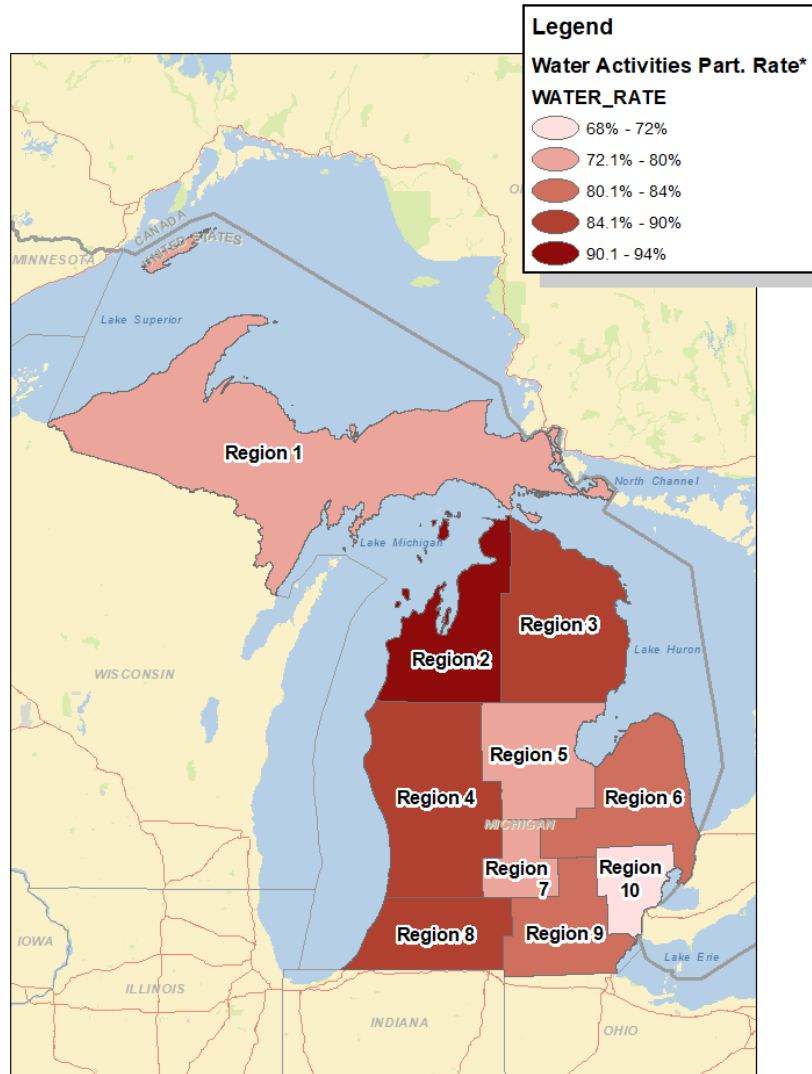 Legend
Water Activities Part. Rate*
WATER_RATE
68% - 72%
72.1% - 80%
80.1% - 84%
84.1% - 90%
90.1 - 94%
CANADA
UNITED STATES
MINNESOTA
Lake Superior
Region 1
North Channel
Lake Michigan
Region 3
Lake Huron
Region 2
WISCONSIN
Region 5
Region 4
Region 6
MICHIGAN
Region
7
Region
10
Region 8
Region 9
IOWA
Lake Erie
ILLINOIS
INDIANA
OHIO